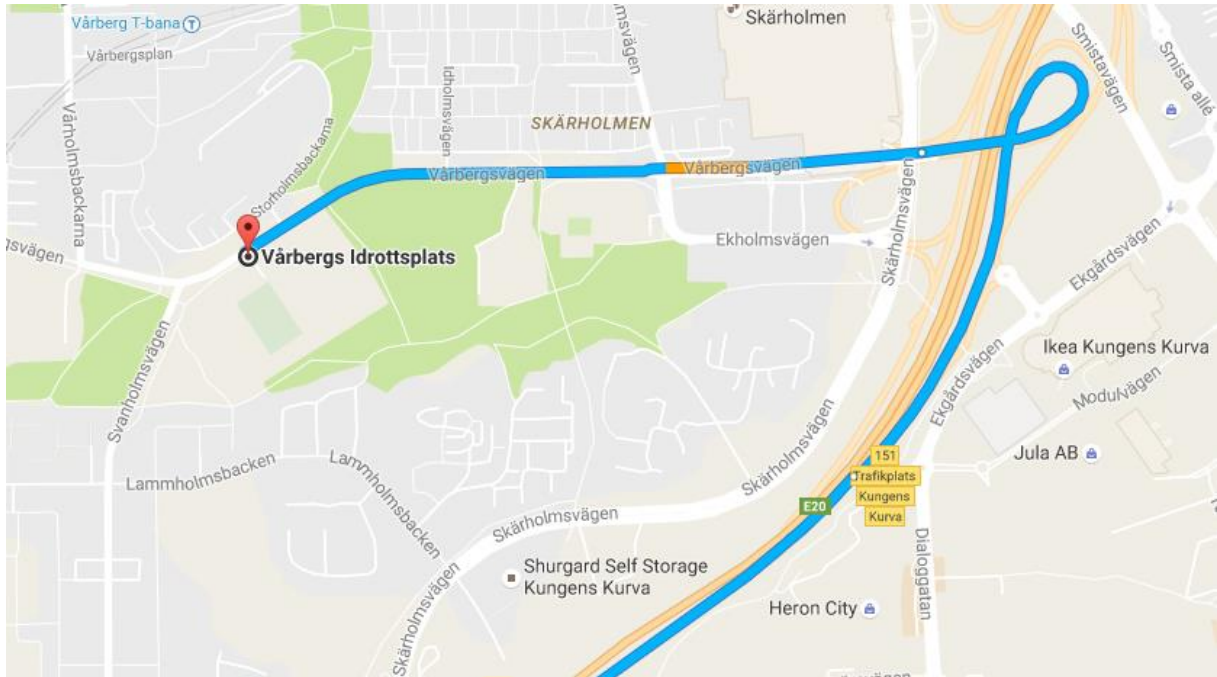 Vårberg T-bana
Vårbergsplan
Vårholmsbackarna
Storholmsbackarna
Idholmsvägen
SKÄRHOLMEN
Vårbergsvägen
Vårbergsvägen
Skärholmen
Smistavägen
Smista allé
gsvägen
Vårbergs Idrottsplats
Ekholmsvägen
Skärholmsvägen
Ekgårdsvägen
Ikea Kungens Kurva
Svanholmsvägen
Ekgårdsvägen
Modulvägen
Jula AB
Lammholmsbacken
Lammholmsbacken
Skärholmsvägen
151
Trafikplats
Kungens
Kurva
E20
Skärholmsvägen
Dialoggatan
Shurgard Self Storage
Kungens Kurva
Heron City
Skärholmsvägen